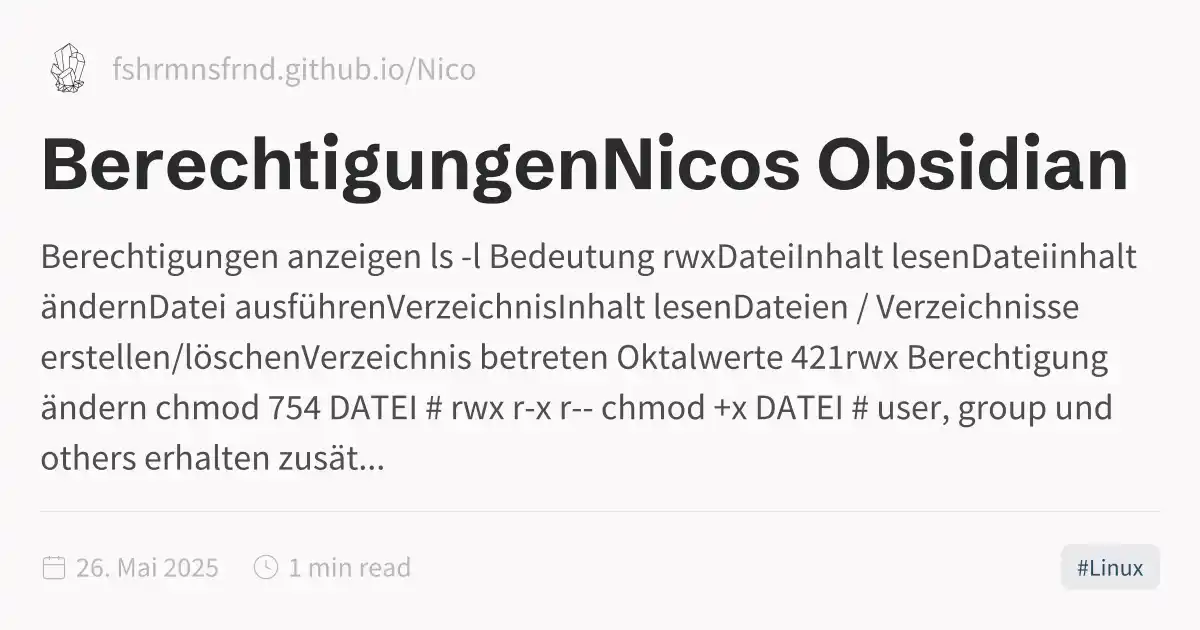 fshrmnsfrnd.github.io/Nico
BerechtigungenNicos Obsidian
Berechtigungen anzeigen ls -l Bedeutung rwxDateiInhalt lesenDateiinhalt
ändernDatei ausführenVerzeichnisInhalt lesenDateien / Verzeichnisse
erstellen/löschenVerzeichnis betreten Oktalwerte 421rwx Berechtigung
ändern chmod 754 DATEI # rwx r-x r-- chmod +x DATEI # user, group und
others erhalten zusät...
26. Mai 2025 1 min read
#Linux